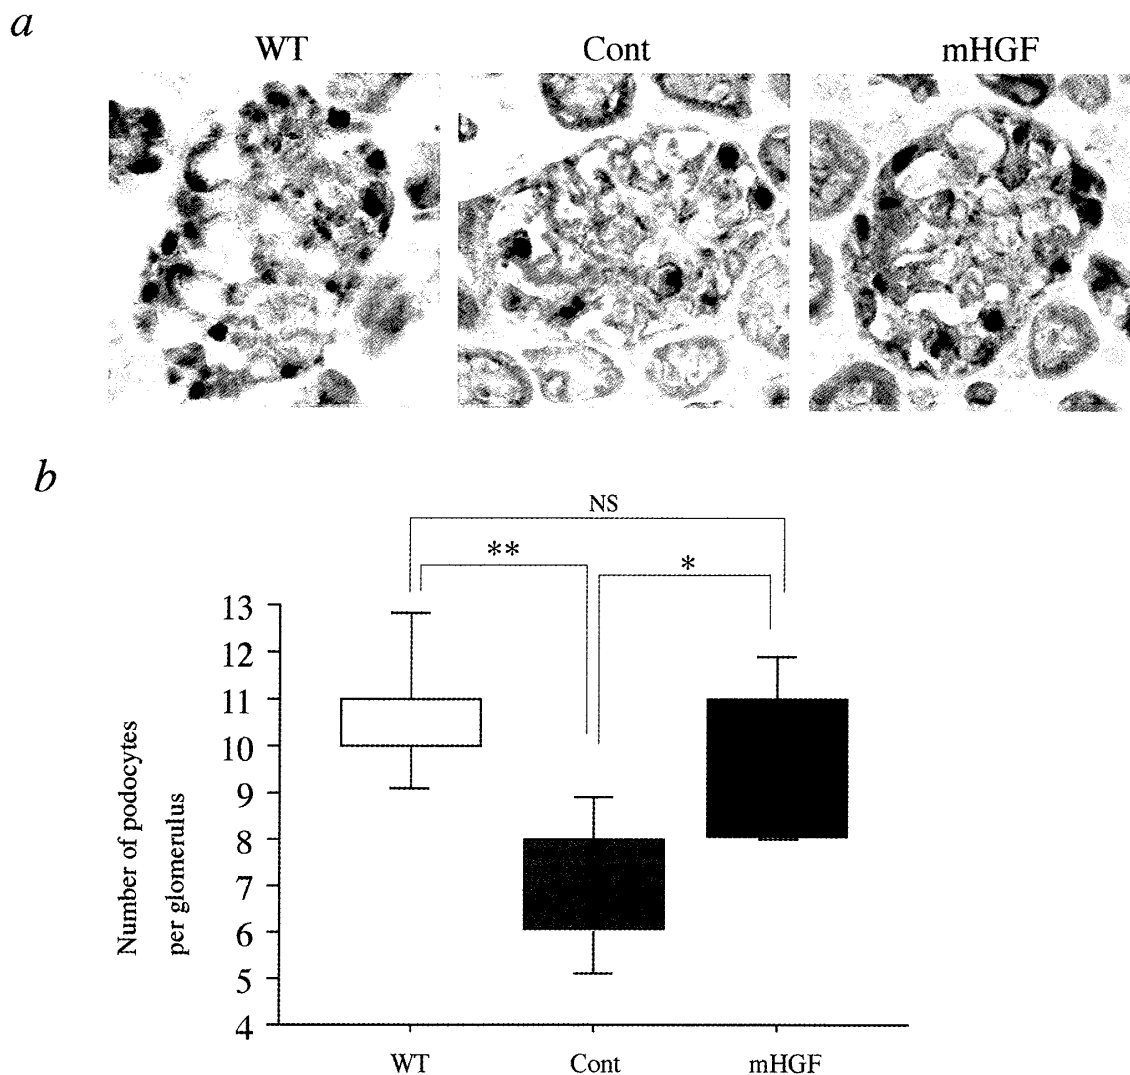 a
WT Cont mHGF
b
NS
** *
13
12
11
10
9
8
7
6
5
4
Number of podocytes
per glomerulus
WT Cont mHGF